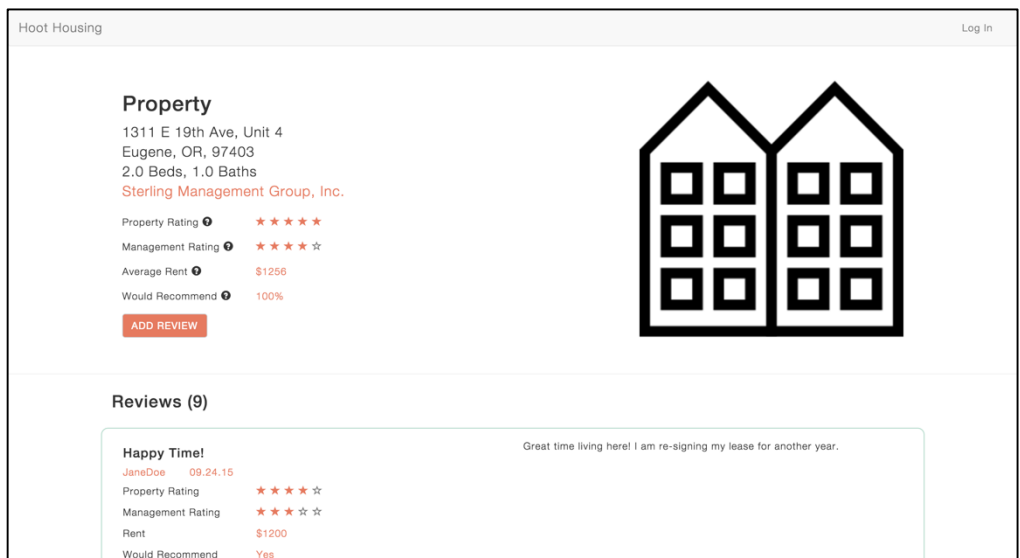 Hoot Housing
Log In
Property
1311 E 19th Ave, Unit 4
Eugene, OR, 97403
2.0 Beds, 1.0 Baths
Sterling Management Group, Inc.
Property Rating ? ★ ★ ★ ★ ★
Management Rating ? ★ ★ ★ ★ ☆
Average Rent ? $1256
Would Recommend ? 100%
ADD REVIEW
Reviews (9)
Happy Time!
JaneDoe 09.24.15
Property Rating ★ ★ ★ ★ ☆
Management Rating ★ ★ ★ ☆ ☆
Rent $1200
Would Recommend Yes
Great time living here! I am re-signing my lease for another year.